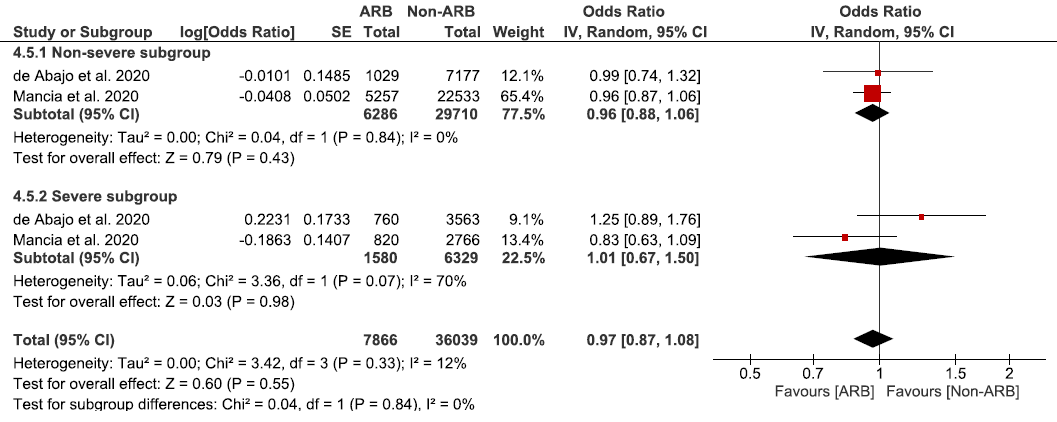 ARB Non-ARB Odds Ratio Odds Ratio
Study or Subgroup log[Odds Ratio] SE Total Total Weight IV, Random, 95% CI IV, Random, 95% CI
4.5.1 Non-severe subgroup
de Abajo et al. 2020 -0.0101 0.1485 1029 7177 12.1% 0.99 [0.74, 1.32]
Mancia et al. 2020 -0.0408 0.0502 5257 22533 65.4% 0.96 [0.87, 1.06]
Subtotal (95% CI) 6286 29710 77.5% 0.96 [0.88, 1.06]
Heterogeneity: Tau² = 0.00; Chi² = 0.04, df = 1 (P = 0.84); I² = 0%
Test for overall effect: Z = 0.79 (P = 0.43)
4.5.2 Severe subgroup
de Abajo et al. 2020 0.2231 0.1733 760 3563 9.1% 1.25 [0.89, 1.76]
Mancia et al. 2020 -0.1863 0.1407 820 2766 13.4% 0.83 [0.63, 1.09]
Subtotal (95% CI) 1580 6329 22.5% 1.01 [0.67, 1.50]
Heterogeneity: Tau² = 0.06; Chi² = 3.36, df = 1 (P = 0.07); I² = 70%
Test for overall effect: Z = 0.03 (P = 0.98)
Total (95% CI) 7866 36039 100.0% 0.97 [0.87, 1.08]
Heterogeneity: Tau² = 0.00; Chi² = 3.42, df = 3 (P = 0.33); I² = 12%
Test for overall effect: Z = 0.60 (P = 0.55)
Test for subgroup differences: Chi² = 0.04, df = 1 (P = 0.84), I² = 0%
0.5 0.7 1 1.5 2
Favours [ARB] Favours [Non-ARB]